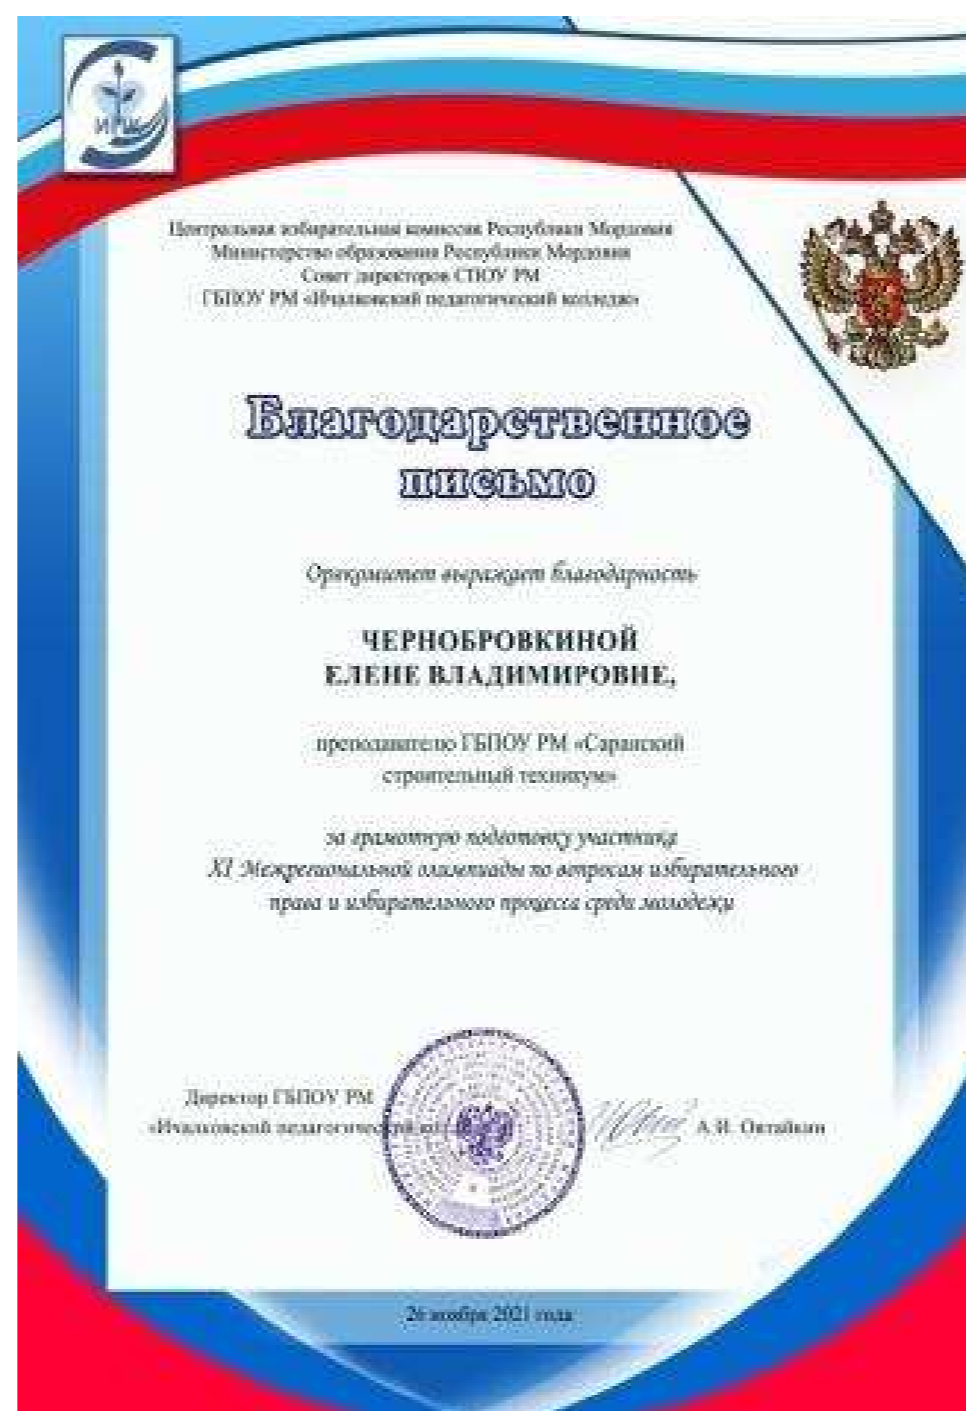 ИПК
Центральная избирательная комиссия Республики Мордовия
Министерство образования Республики Мордовия
Совет директоров СПОУ РМ
ГБПОУ РМ «Ичалковский педагогический колледж»
Благодарственное
письмо
Оргкомитет выражает благодарность
ЧЕРНОБРОВКИНОЙ
ЕЛЕНЕ ВЛАДИМИРОВНЕ,
преподавателю ГБПОУ РМ «Саранский
строительный техникум»
за грамотную подготовку участника
XI Межрегиональной олимпиады по вопросам избирательного
права и избирательного процесса среди молодежи
Директор ГБПОУ РМ
«Ичалковский педагогический
А.И. Овтайкин
26 ноября 2021 года